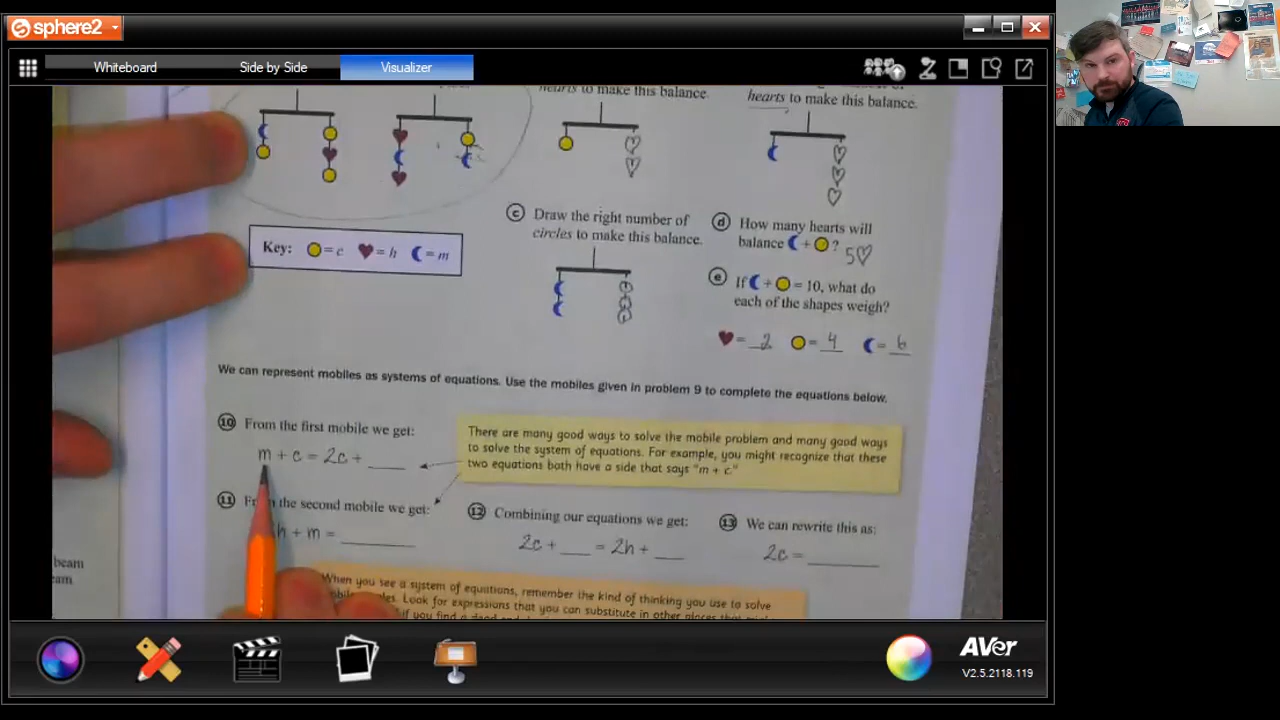 sphere2
Whiteboard
Side by Side
Visualizer
hearts to make this balance.
hearts to make this balance.
c Draw the right number of
circles to make this balance.
d How many hearts will
balance + ?
5
Key: = c = h = m
e If + = 10, what do
each of the shapes weigh?
= 2 = 4 = 6
We can represent mobiles as systems of equations. Use the mobiles given in problem 9 to complete the equations below.
10 From the first mobile we get:
m + c = 2c + ____
There are many good ways to solve the mobile problem and many good ways
to solve the system of equations. For example, you might recognize that these
two equations both have a side that says "m + c"
11 the second mobile we get:
h + m = ____
12 Combining our equations we get:
2c + ___ = 2h + ___
13 We can rewrite this as:
2c = ____
beam
When you see a system of equations, remember the kind of thinking you use to solve
Look for expressions that you can substitute in other places
AVer
V2.5.2118.119